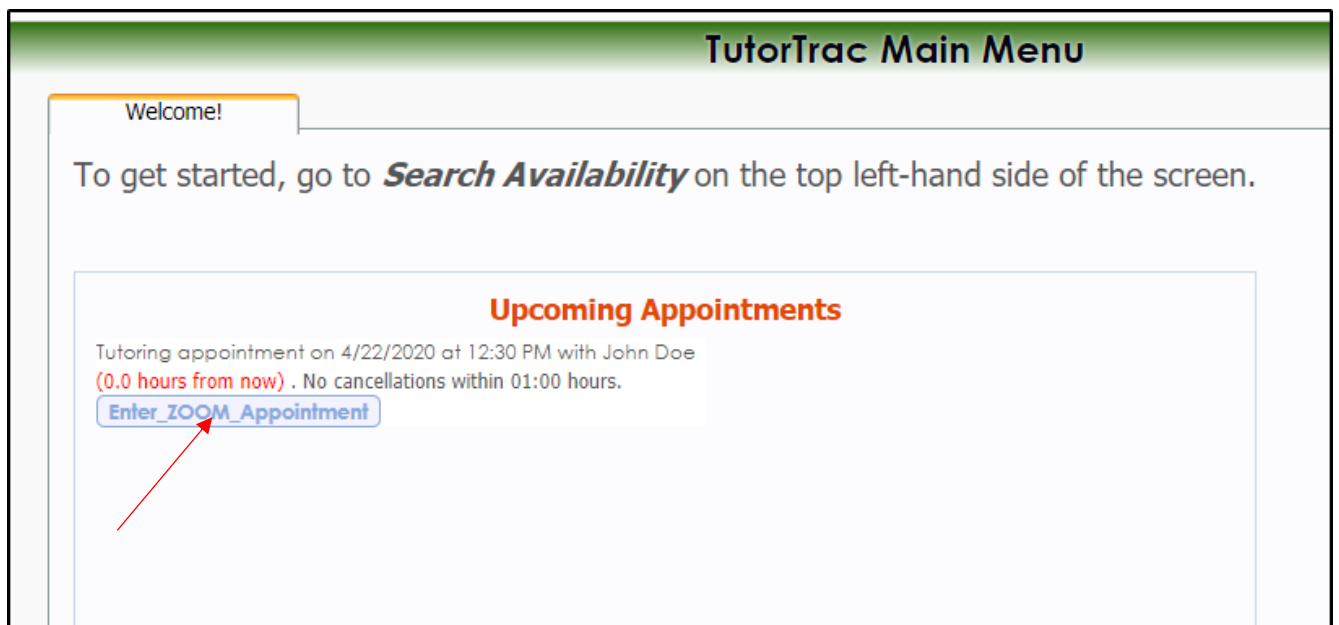 TutorTrac Main Menu
Welcome!
To get started, go to Search Availability on the top left-hand side of the screen.
Upcoming Appointments
Tutoring appointment on 4/22/2020 at 12:30 PM with John Doe
(0.0 hours from now) . No cancellations within 01:00 hours.
Enter_ZOOM_Appointment